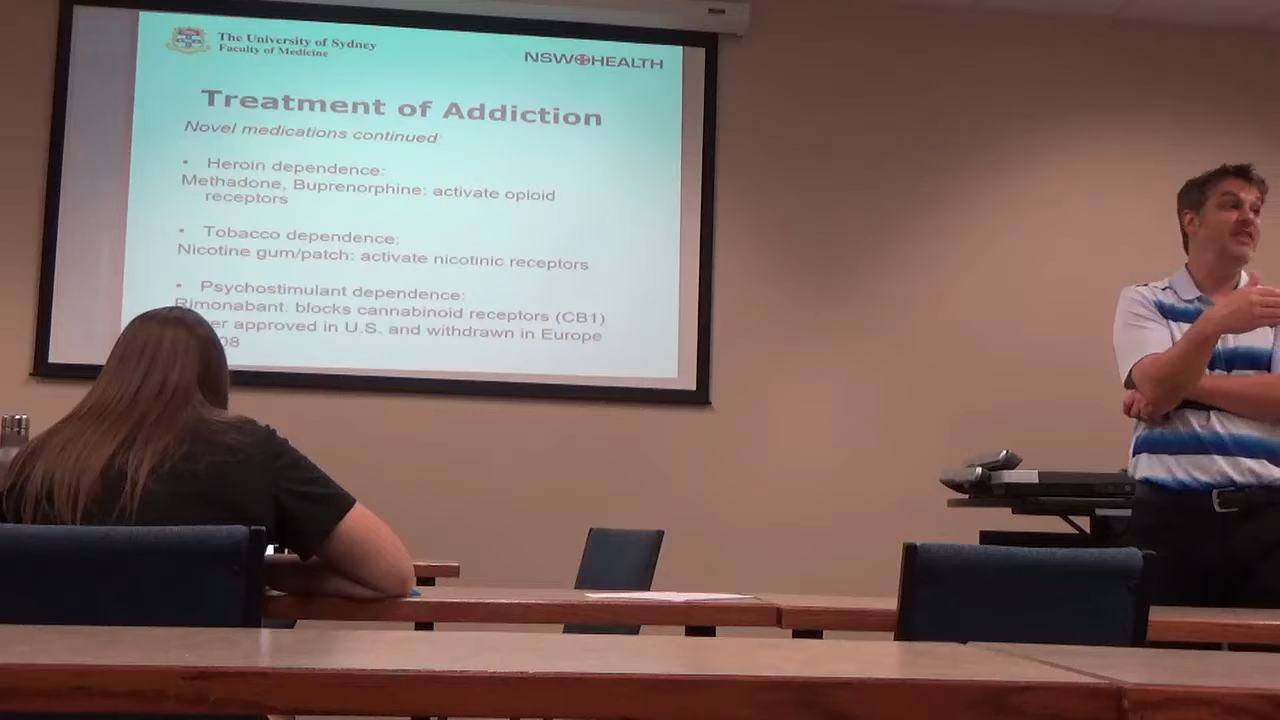 The University of Sydney
Faculty of Medicine
NSW HEALTH
Treatment of Addiction
Novel medications continued
• Heroin dependence:
Methadone, Buprenorphine: activate opioid
receptors
• Tobacco dependence:
Nicotine gum/patch: activate nicotinic receptors
• Psychostimulant dependence:
Rimonabant: blocks cannabinoid receptors (CB1)
approved in U.S. and withdrawn in Europe